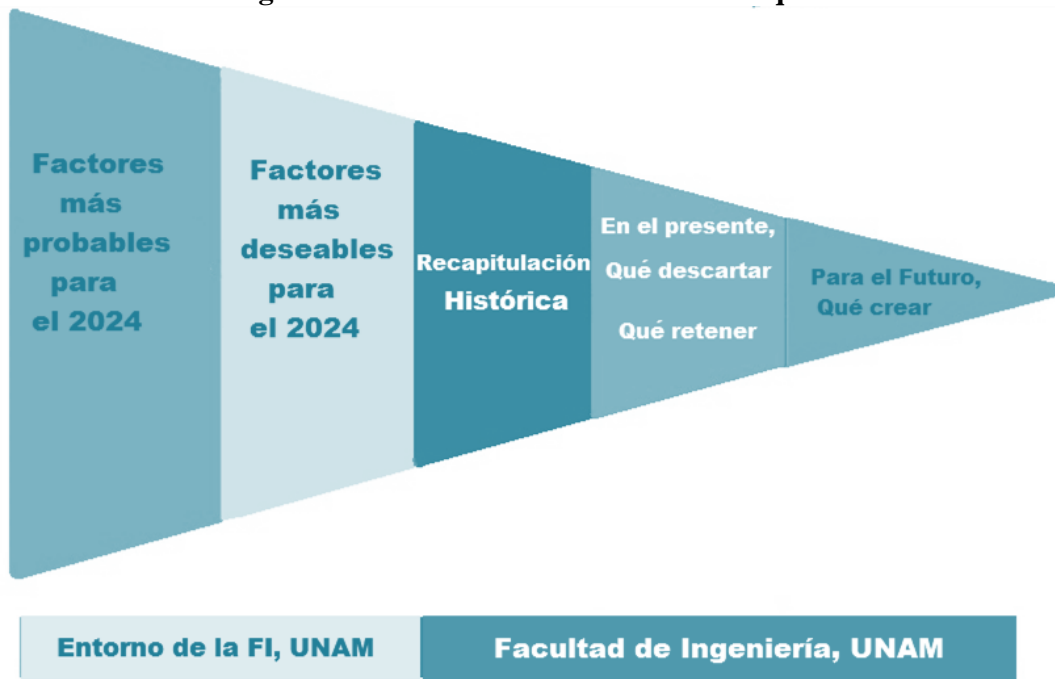 Factores
más
probables
para
el 2024
Factores
más
deseables
para
el 2024
Recapitulación
Histórica
En el presente,
Qué descartar
Qué retener
Para el Futuro,
Qué crear
Entorno de la FI, UNAM
Facultad de Ingeniería, UNAM